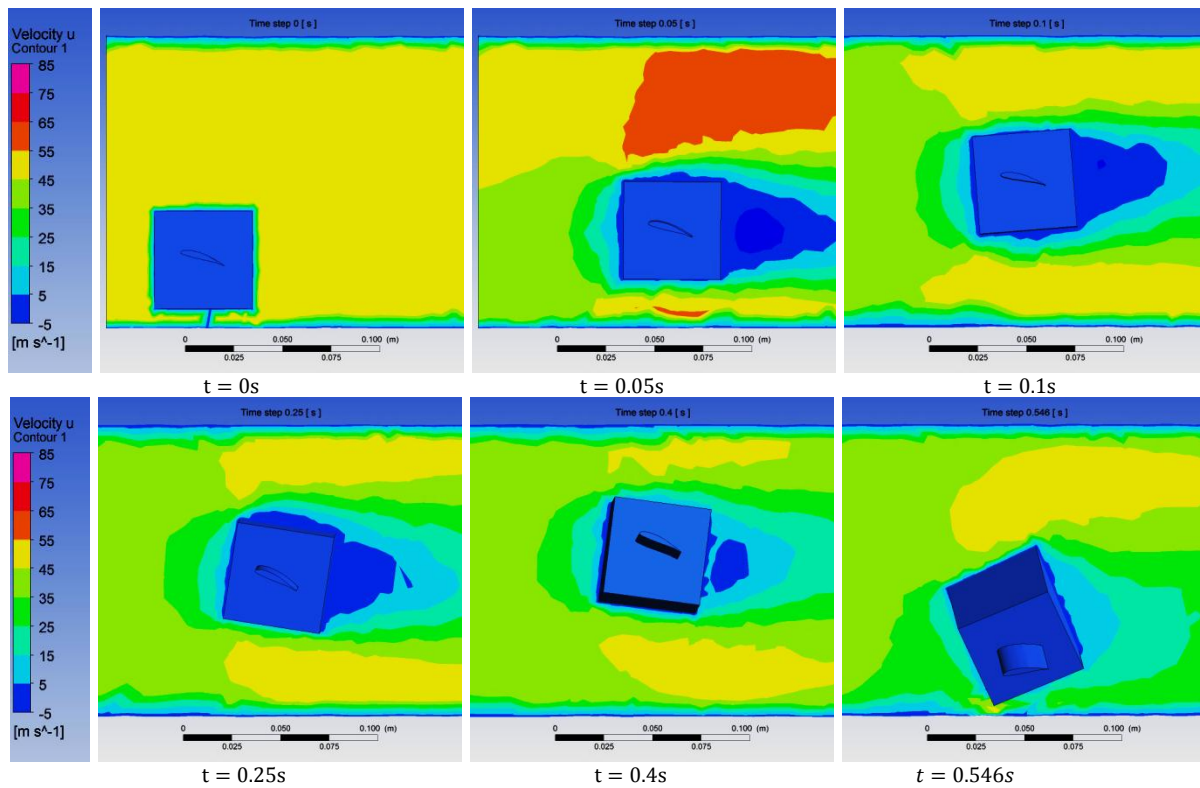 Velocity u
Contour 1
85
75
65
55
45
35
25
15
5
-5
[m s^-1]
Time step 0 [ s ]
0 0.050 0.100 (m)
0.025 0.075
t = 0s
Time step 0.05 [ s ]
0 0.050 0.100 (m)
0.025 0.075
t = 0.05s
Time step 0.1 [ s ]
0 0.050 0.100 (m)
0.025 0.075
t = 0.1s
Velocity u
Contour 1
85
75
65
55
45
35
25
15
5
-5
[m s^-1]
Time step 0.25 [ s ]
0 0.050 0.100 (m)
0.025 0.075
t = 0.25s
Time step 0.4 [ s ]
0 0.050 0.100 (m)
0.025 0.075
t = 0.4s
Time step 0.546 [ s ]
0 0.050 0.100 (m)
0.025 0.075
t = 0.546s